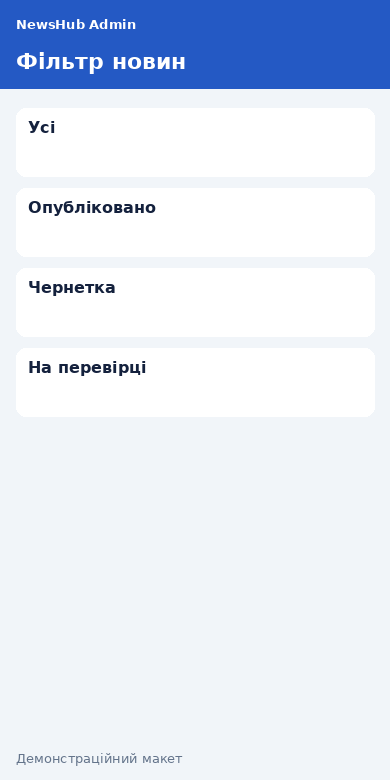 NewsHub Admin
Фільтр новин
Усі
Опубліковано
Чернетка
На перевірці
Демонстраційний макет